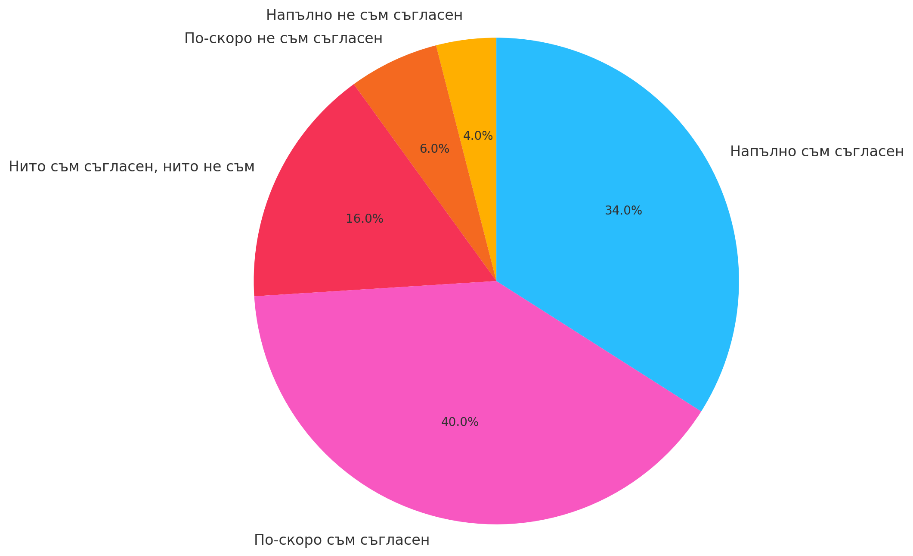 Напълно не съм съгласен
По-скоро не съм съгласен
4.0%
6.0%
Напълно съм съгласен
Нито съм съгласен, нито не съм
34.0%
16.0%
40.0%
По-скоро съм съгласен